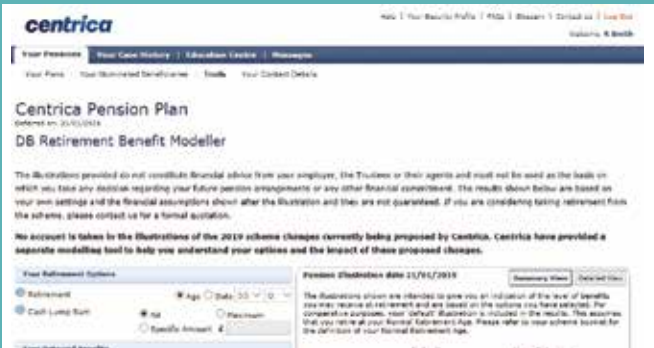 centrica
Help | Your Security Profile | FAQs | Glossary | Contact us | Log Out
Welcome, R Smith
Your Pensions | Your Case History | Education Centre | Messages
Your Plans Your Nominated Beneficiaries Tools Your Contact Details
Centrica Pension Plan
Deferred on:
DB Retirement Benefit Modeller
The illustrations provided do not constitute financial advice from your employer, the Trustees or their agents and must not be used as the basis on
which you take any decision regarding your future pension arrangements or any other financial commitment. The results shown below are based on
your own settings and the financial assumptions shown after the illustration and they are not guaranteed. If you are considering taking retirement from
the scheme, please contact us for a formal quotation.
No account is taken in the illustrations of the 2019 scheme changes currently being proposed by Centrica. Centrica have provided a
separate modelling tool to help you understand your options and the impact of these proposed changes.
Your Retirement Options
Retirement Age Date
Cash Lump Sum Nil Maximum
Specific Amount £
Pension Illustration date 21/01/2019 Summary View Detailed View
The illustrations shown are intended to give you an indication of the level of benefits
you may receive at retirement and are based on the options you have selected. For
comparative purposes, your 'default' illustration is included in the results. This assumes
that you retire at your Normal Retirement Age. Please refer to your scheme booklet for
the definition of your Normal Retirement Age.